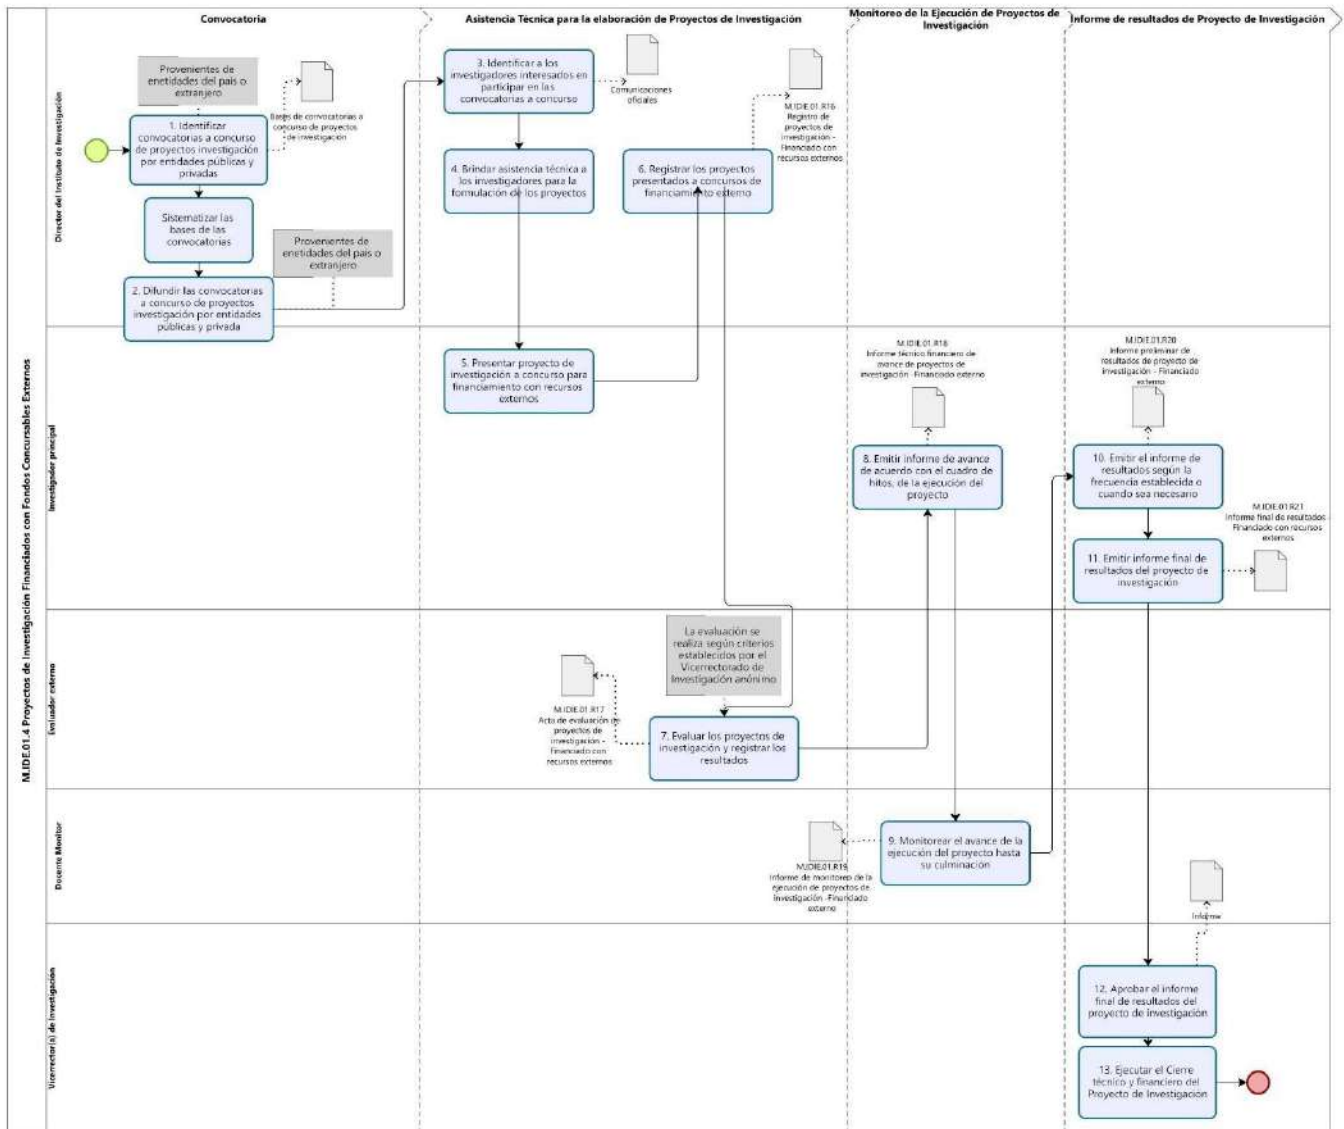 Convocatoria
Asistencia Técnica para la elaboración de Proyectos de Investigación
Monitoreo de la Ejecución de Proyectos de
Investigación
Informe de resultados de Proyecto de Investigación
M.IDE.01.4 Proyectos de Investigación Financiados con Fondos Concursables Externos
Director del Instituto de Investigación
Provenientes de
enetidades del pais o
extranjero
Bases de convocatorias a
concurso de proyectos
de investigación
1. Identificar
convocatorias a concurso
de proyectos investigación
por entidades públicas y
privadas
Sistematizar las
bases de las
convocatorias
Provenientes de
enetidades del pais o
extranjero
2. Difundir las convocatorias
a concurso de proyectos
investigación por entidades
públicas y privada
3. Identificar a los
investigadores interesados en
participar en las
convocatorias a concurso
Comunicaciones
oficiales
4. Brindar asistencia técnica a
los investigadores para la
formulación de los proyectos
M.IDIE.01.R16
Registro de
proyectos de
investigación -
Financiado con
recursos externos
6. Registrar los proyectos
presentados a concursos de
financiamiento externo
Investigador principal
5. Presentar proyecto de
investigación a concurso para
financiamiento con recursos
externos
M.IDIE.01.R18
Informe técnico financiero de
avance de proyectos de
investigación -Financiado externo
8. Emitir informe de avance
de acuerdo con el cuadro de
hitos, de la ejecución del
proyecto
M.IDIE.01.R20
Informe preliminar de
resultados de proyecto de
investigación - Financiado
externo
10. Emitir el informe de
resultados según la
frecuencia establecida o
cuando sea necesario
M.IDIE.01.R21
Informe final de resultados
Financiado con recursos
externos
11. Emitir informe final de
resultados del proyecto de
investigación
Evaluador externo
La evaluación se
realiza según criterios
establecidos por el
Vicerrectorado de
Investigación anónimo
M.IDIE.01.R17
Acta de evaluación de
proyectos de
investigación -
Financiado con
recursos externos
7. Evaluar los proyectos de
investigación y registrar los
resultados
Docente Monitor
M.IDIE.01.R19
Informe de monitoreo de la
ejecución de proyectos de
investigación -Financiado
externo
9. Monitorear el avance de la
ejecución del proyecto hasta
su culminación
Vicerrector(a) de Investigación
Informe
12. Aprobar el informe
final de resultados del
proyecto de investigación
13. Ejecutar el Cierre
técnico y financiero del
Proyecto de Investigación